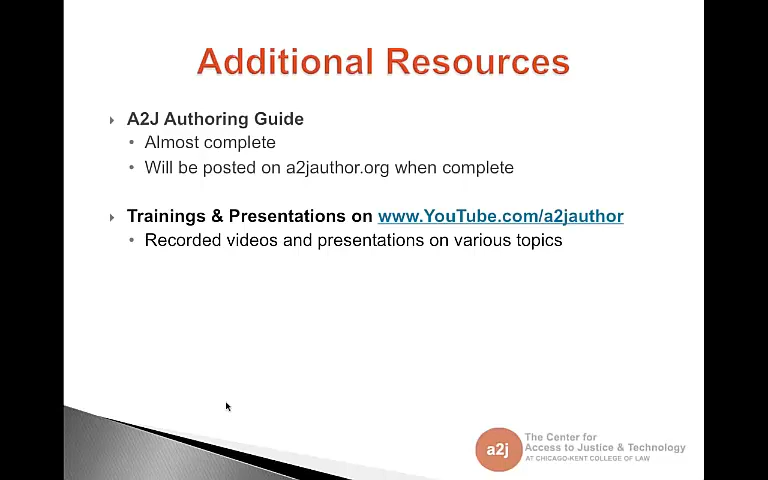 Additional Resources
A2J Authoring Guide
Almost complete
Will be posted on a2jauthor.org when complete
Trainings & Presentations on www.YouTube.com/a2jauthor
Recorded videos and presentations on various topics
a2j
The Center for
Access to Justice & Technology
AT CHICAGO-KENT COLLEGE OF LAW